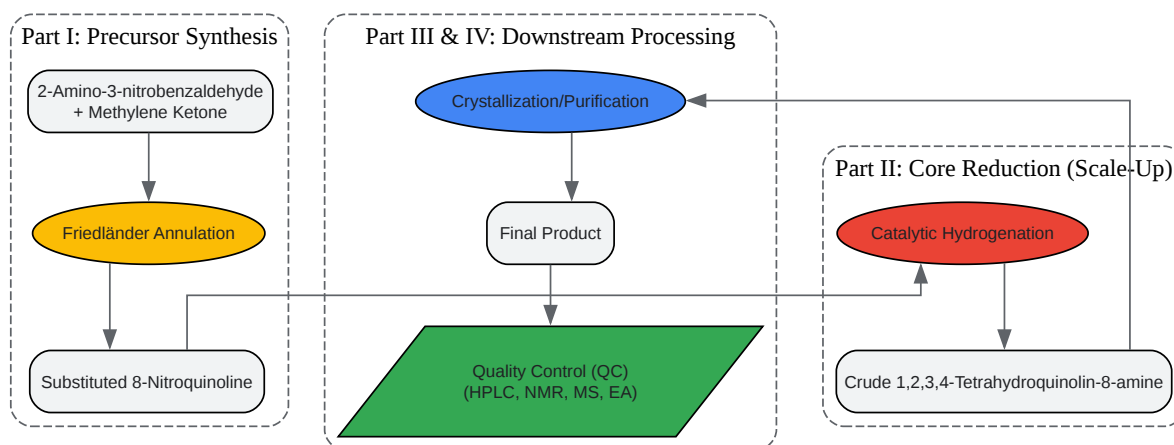 Part I: Precursor Synthesis
2-Amino-3-nitrobenzaldehyde
+ Methylene Ketone
Friedländer Annulation
Substituted 8-Nitroquinoline
Part III & IV: Downstream Processing
Crystallization/Purification
Final Product
Quality Control (QC)
(HPLC, NMR, MS, EA)
Part II: Core Reduction (Scale-Up)
Catalytic Hydrogenation
Crude 1,2,3,4-Tetrahydroquinolin-8-amine